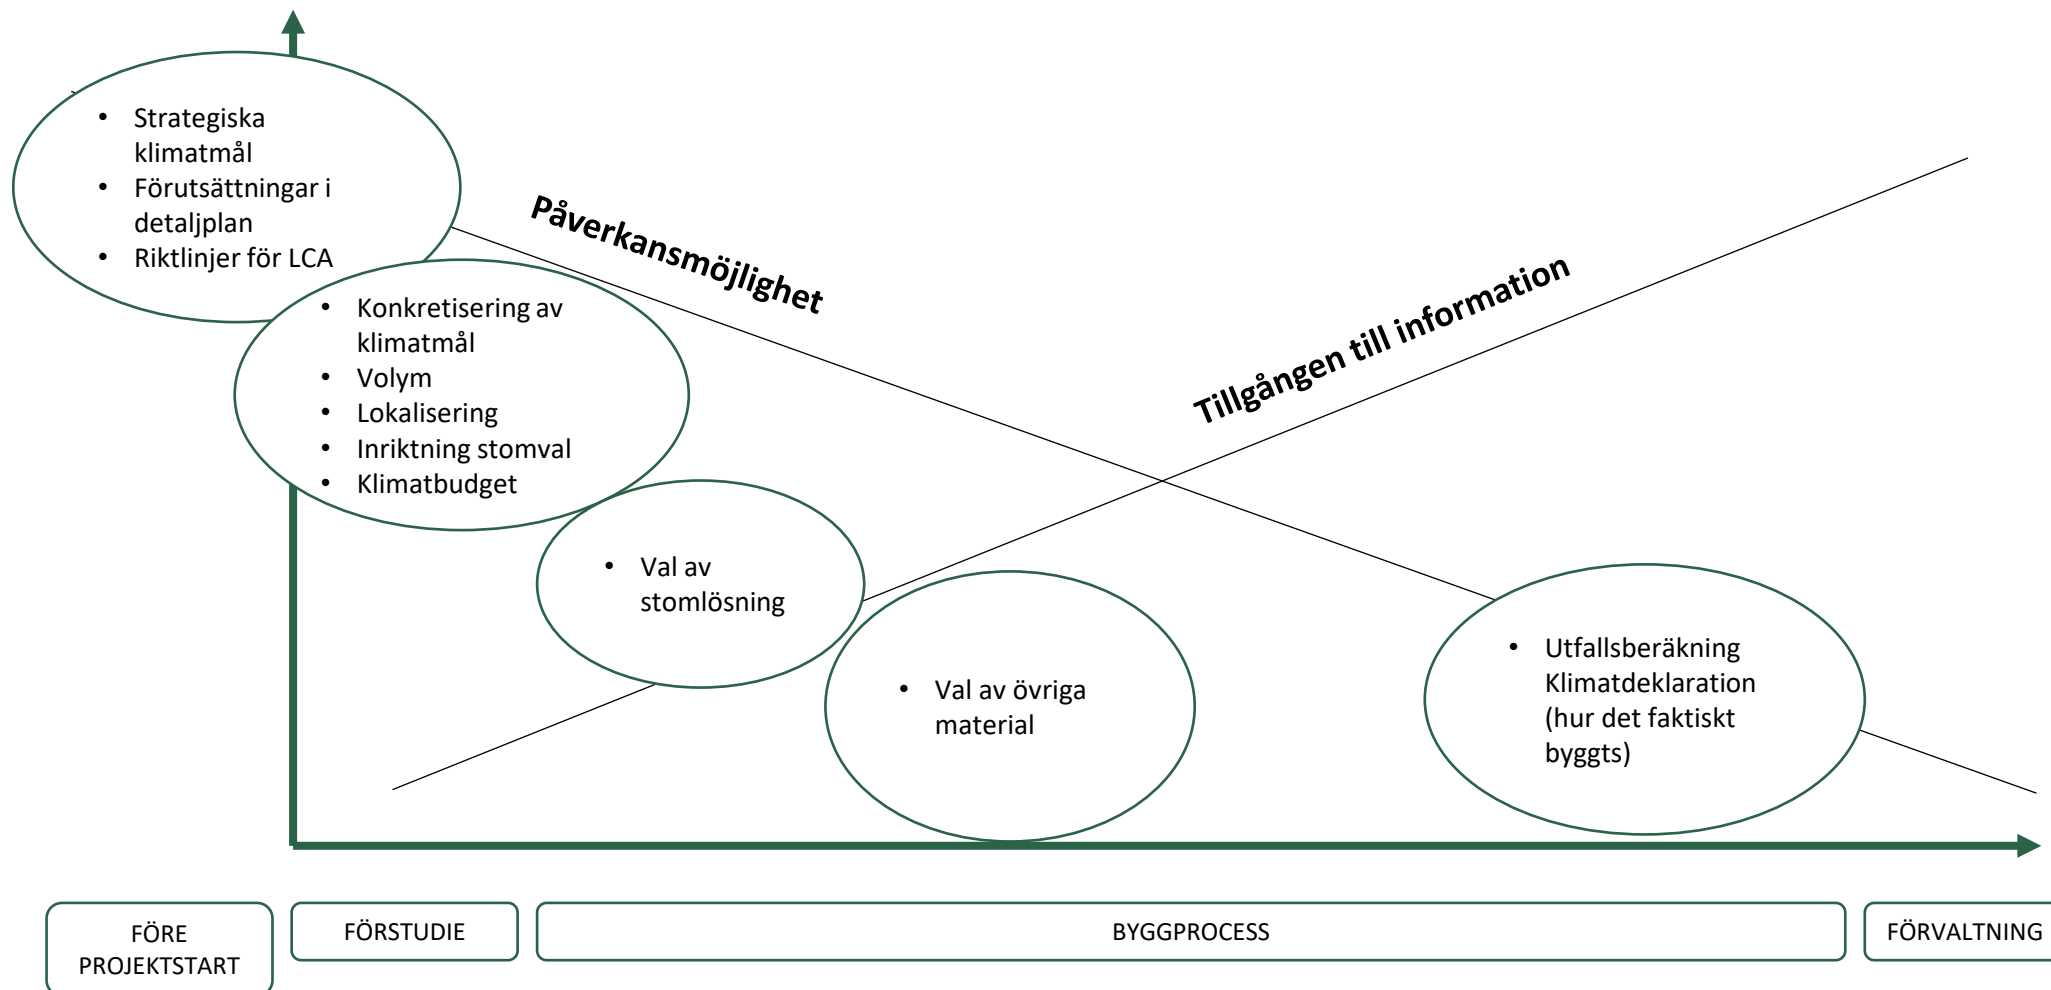 • Strategiska
klimatmål
• Förutsättningar i
detaljplan
• Riktlinjer för LCA
Påverkansmöjlighet
• Konkretisering av
klimatmål
• Volym
• Lokalisering
• Inriktning stomval
• Klimatbudget
Tillgången till information
• Val av
stomlösning
• Val av övriga
material
• Utfallsberäkning
Klimatdeklaration
(hur det faktiskt
byggts)
FÖRE
PROJEKTSTART
FÖRSTUDIE
BYGGPROCESS
FÖRVALTNING